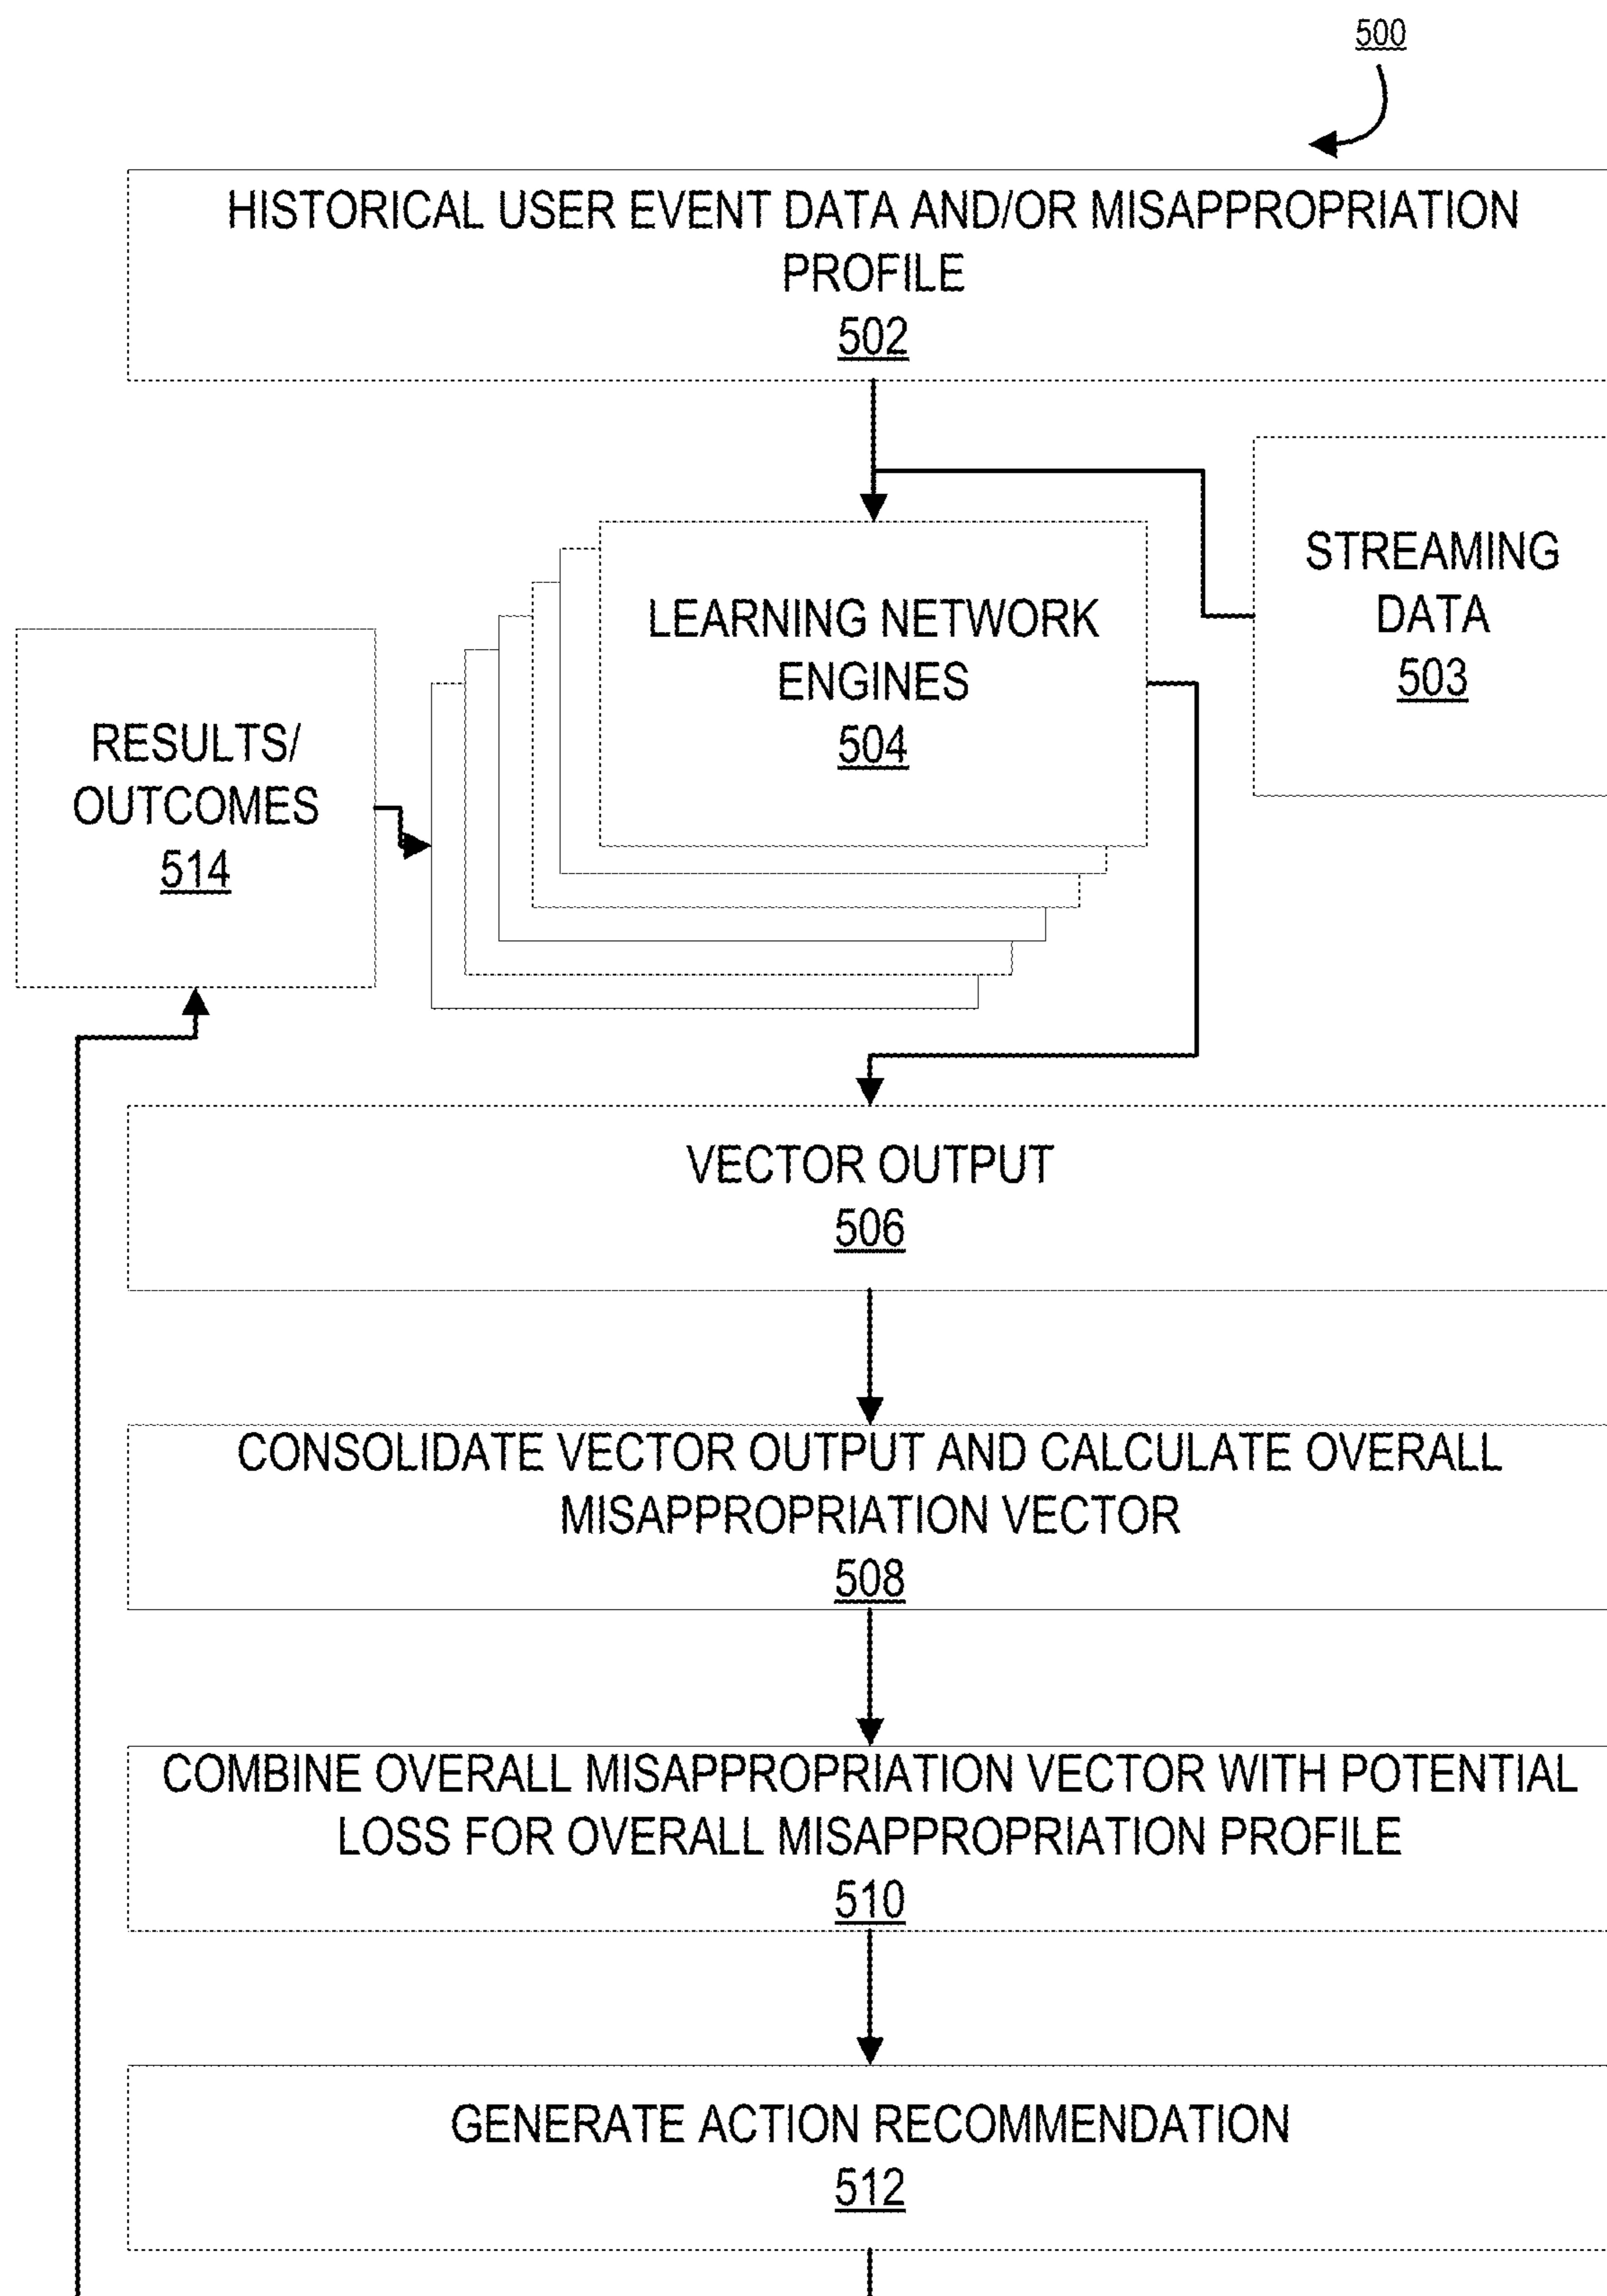 500
HISTORICAL USER EVENT DATA AND/OR MISAPPROPRIATION
PROFILE
502
STREAMING
DATA
503
LEARNING NETWORK
ENGINES
504
RESULTS/
OUTCOMES
514
VECTOR OUTPUT
506
CONSOLIDATE VECTOR OUTPUT AND CALCULATE OVERALL
MISAPPROPRIATION VECTOR
508
COMBINE OVERALL MISAPPROPRIATION VECTOR WITH POTENTIAL
LOSS FOR OVERALL MISAPPROPRIATION PROFILE
510
GENERATE ACTION RECOMMENDATION
512